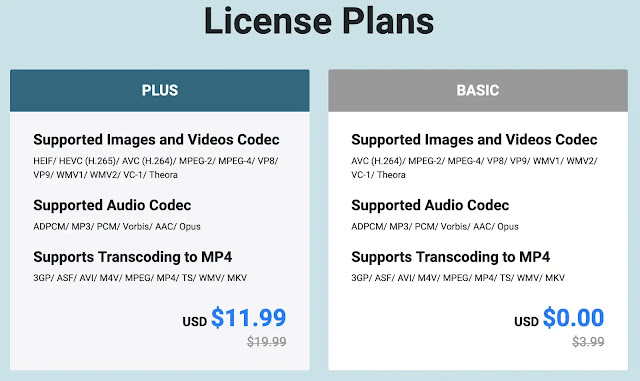 License Plans
PLUS
Supported Images and Videos Codec
HEIF/ HEVC (H.265)/ AVC (H.264)/ MPEG-2/ MPEG-4/ VP8/
VP9/ WMV1/ WMV2/ VC-1/ Theora
Supported Audio Codec
ADPCM/ MP3/ PCM/ Vorbis/ AAC/ Opus
Supports Transcoding to MP4
3GP/ ASF/ AVI/ M4V/ MPEG/ MP4/ TS/ WMV/ MKV
USD $11.99
$19.99
BASIC
Supported Images and Videos Codec
AVC (H.264)/ MPEG-2/ MPEG-4/ VP8/ VP9/ WMV1/ WMV2/
VC-1/ Theora
Supported Audio Codec
ADPCM/ MP3/ PCM/ Vorbis/ AAC/ Opus
Supports Transcoding to MP4
3GP/ ASF/ AVI/ M4V/ MPEG/ MP4/ TS/ WMV/ MKV
USD $0.00
$3.99